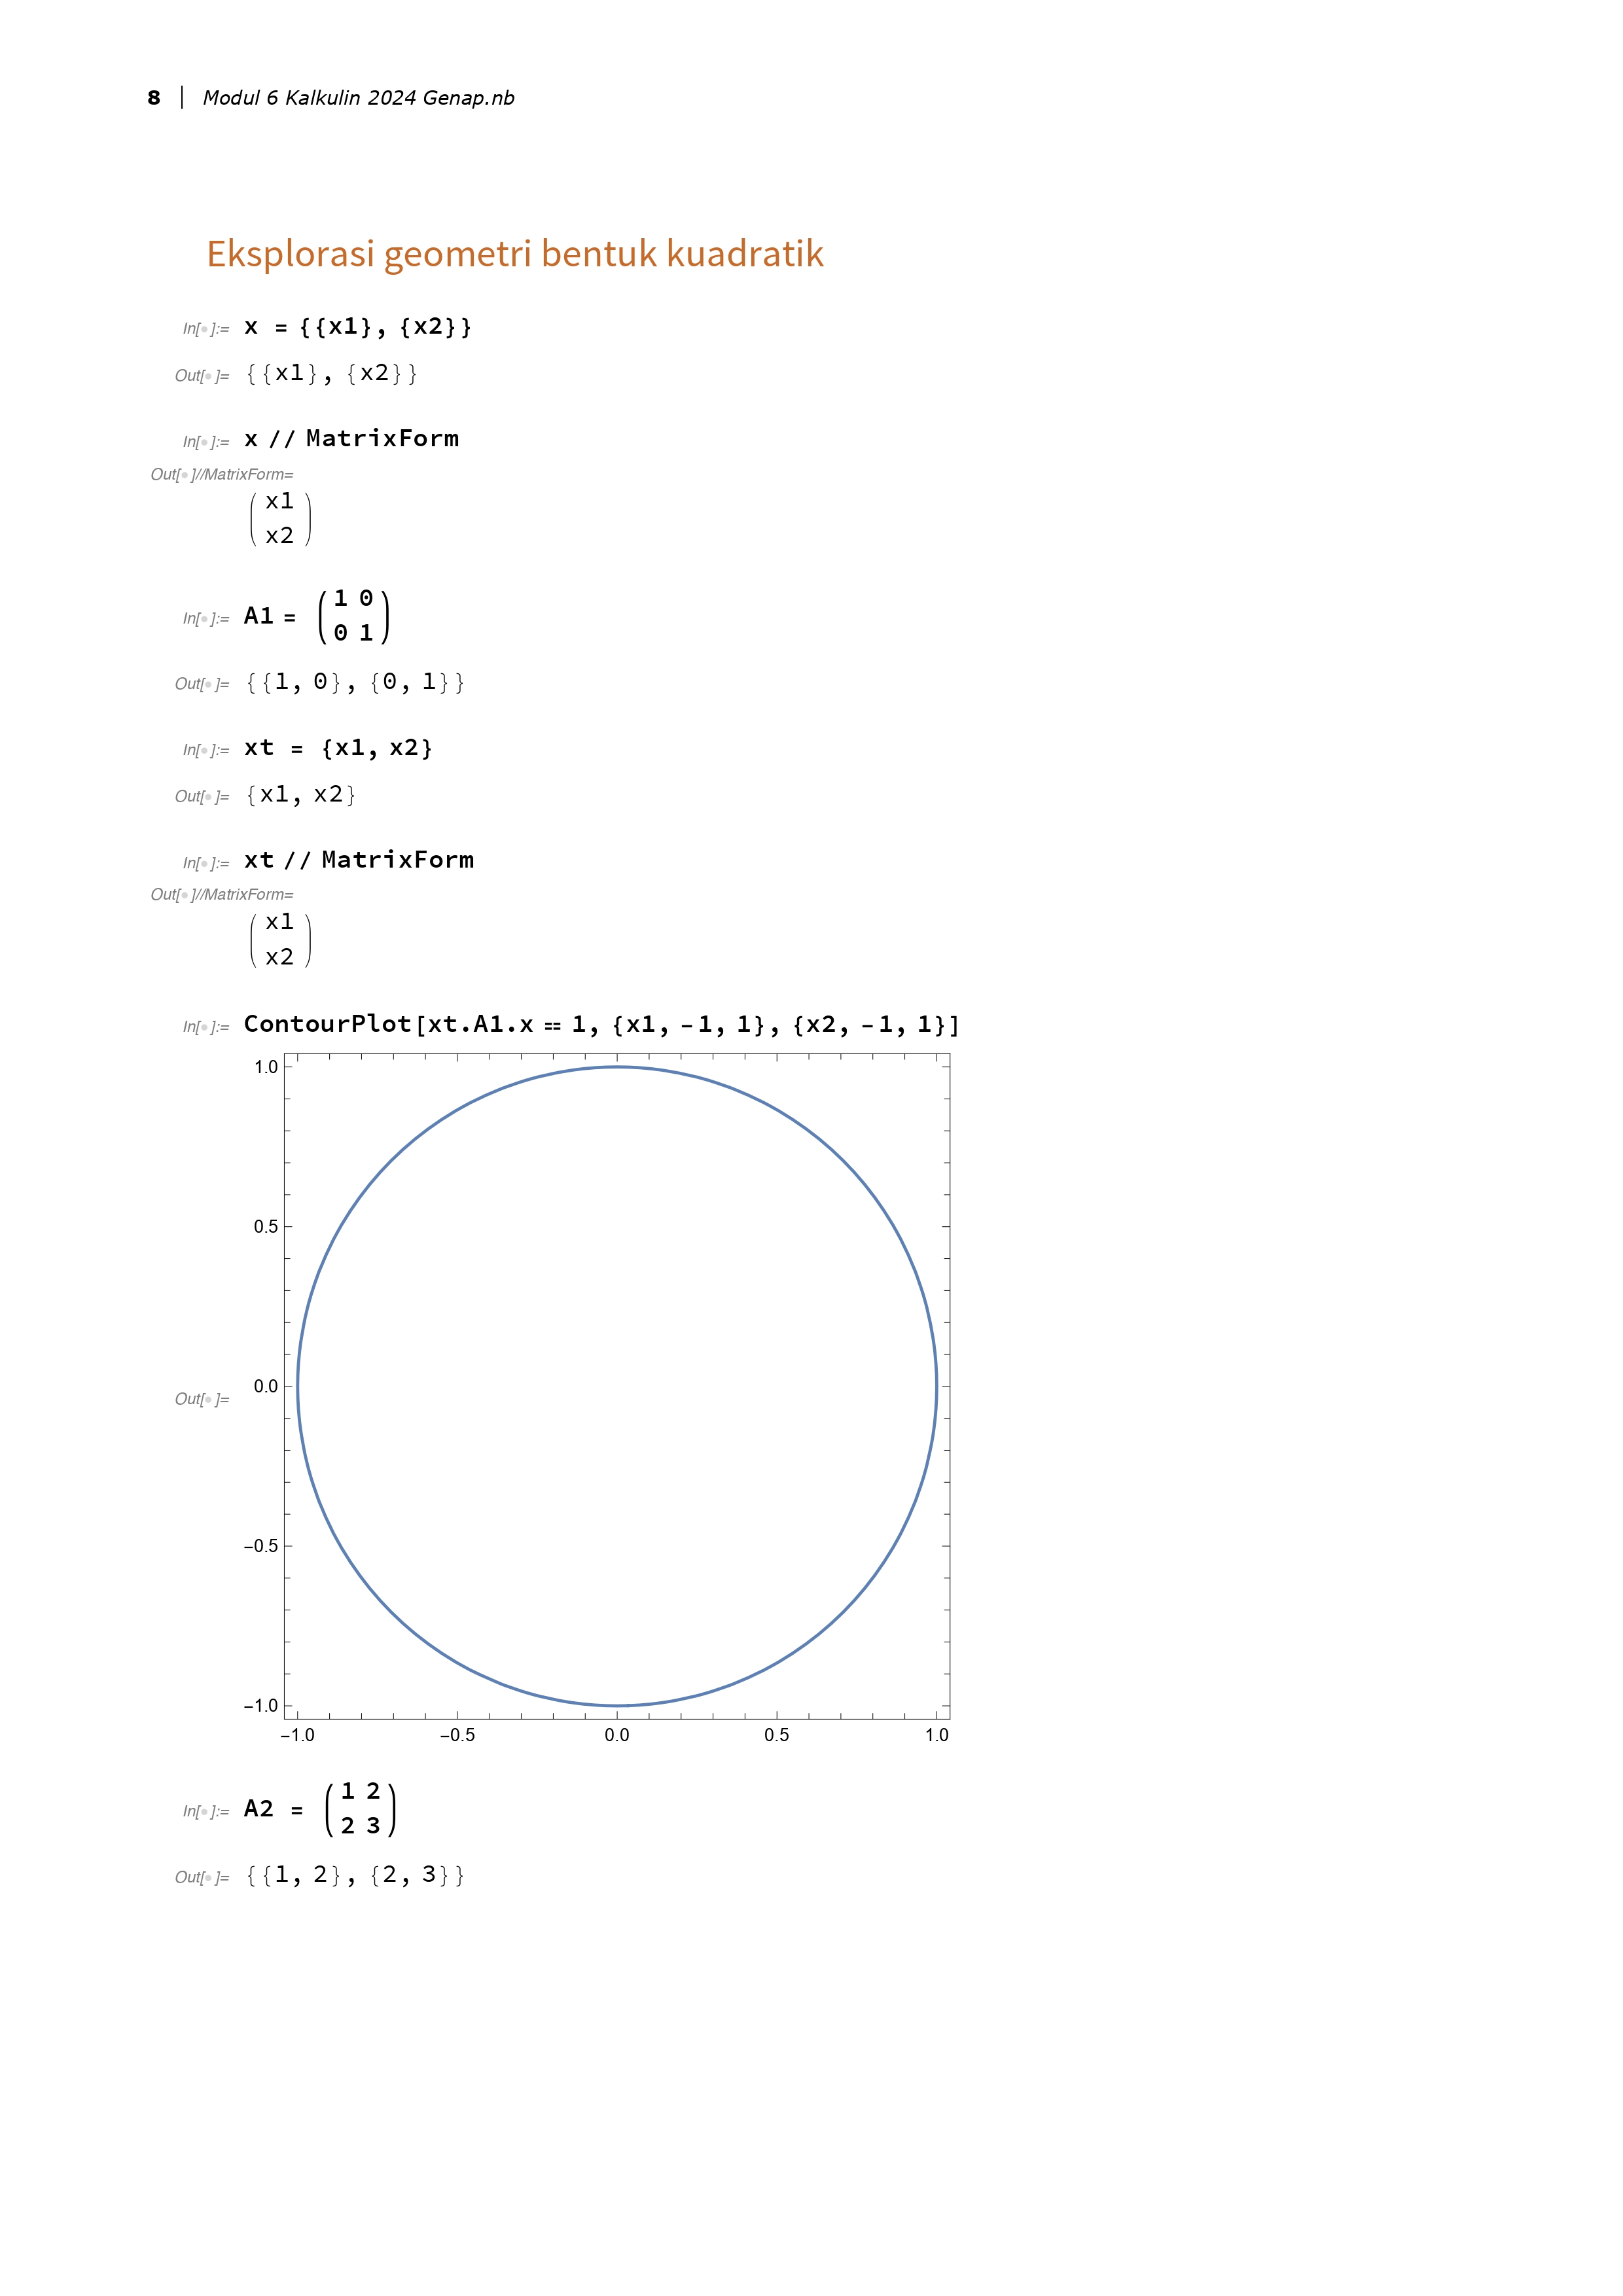 8 | Modul 6 Kalkulin 2024 Genap.nb
Eksplorasi geometri bentuk kuadratik
In[•]:= x = {{x1}, {x2}}
Out[•]= {{x1}, {x2}}
In[•]:= x // MatrixForm
Out[•]//MatrixForm=
x1
x2
In[•]:= A1 = (1 0
0 1)
Out[•]= {{1, 0}, {0, 1}}
In[•]:= xt = {x1, x2}
Out[•]= {x1, x2}
In[•]:= xt // MatrixForm
Out[•]//MatrixForm=
x1
x2
In[•]:= ContourPlot[xt.A1.x == 1, {x1, -1, 1}, {x2, -1, 1}]
1.0
0.5
Out[•]= 0.0
-0.5
-1.0
-1.0 -0.5 0.0 0.5 1.0
In[•]:= A2 = (1 2
2 3)
Out[•]= {{1, 2}, {2, 3}}